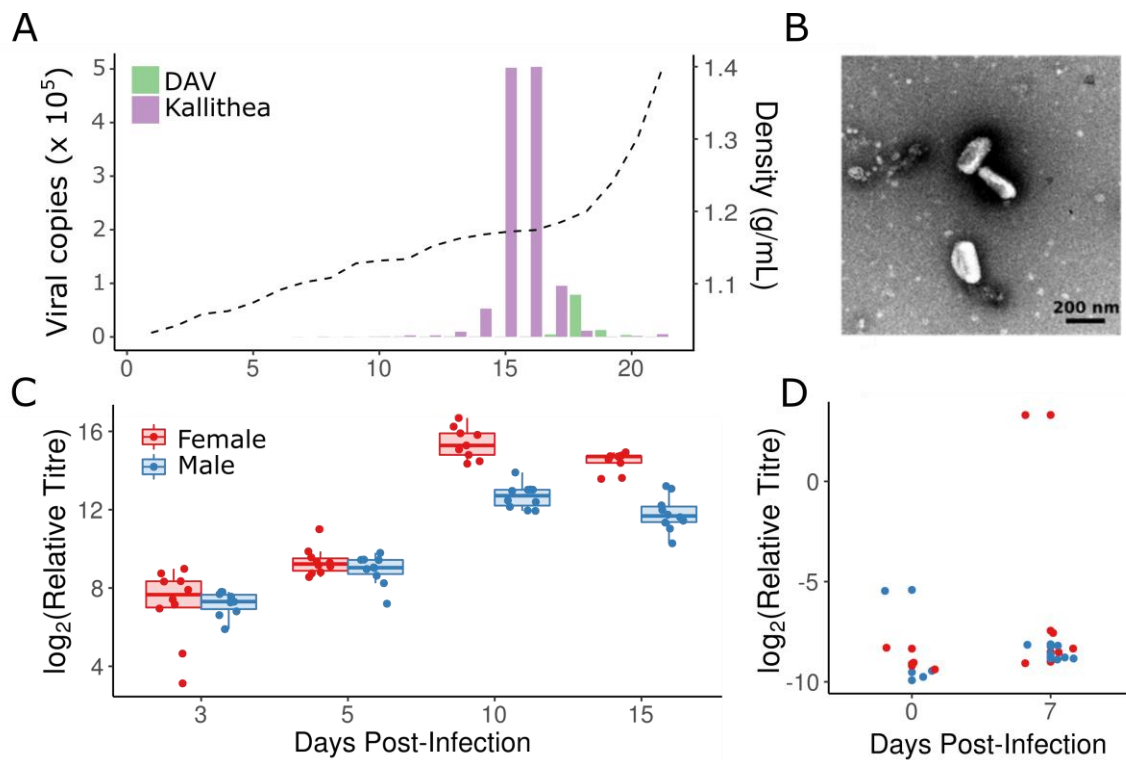 A
B
DAV
Kallithea
Viral copies (x 10⁵)
5
4
3
2
1
0
0
5
10
15
20
1.4
1.3
1.2
1.1
Density (g/mL)
200 nm
C
D
Female
Male
log₂(Relative Titre)
16
12
8
4
3
5
10
15
Days Post-Infection
log₂(Relative Titre)
0
-5
-10
0
7
Days Post-Infection